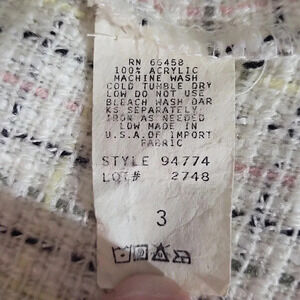 RN 66458
100% ACRYLIC
MACHINE WASH
COLD TUMBLE DRY
LOW DO NOT USE
BLEACH WASH DAR
KS SEPARATELY
IRON AS NEEDED
LOW MADE IN
U.S.A.OF IMPORT
FABRIC
STYLE 94774
LOT# 2748
3